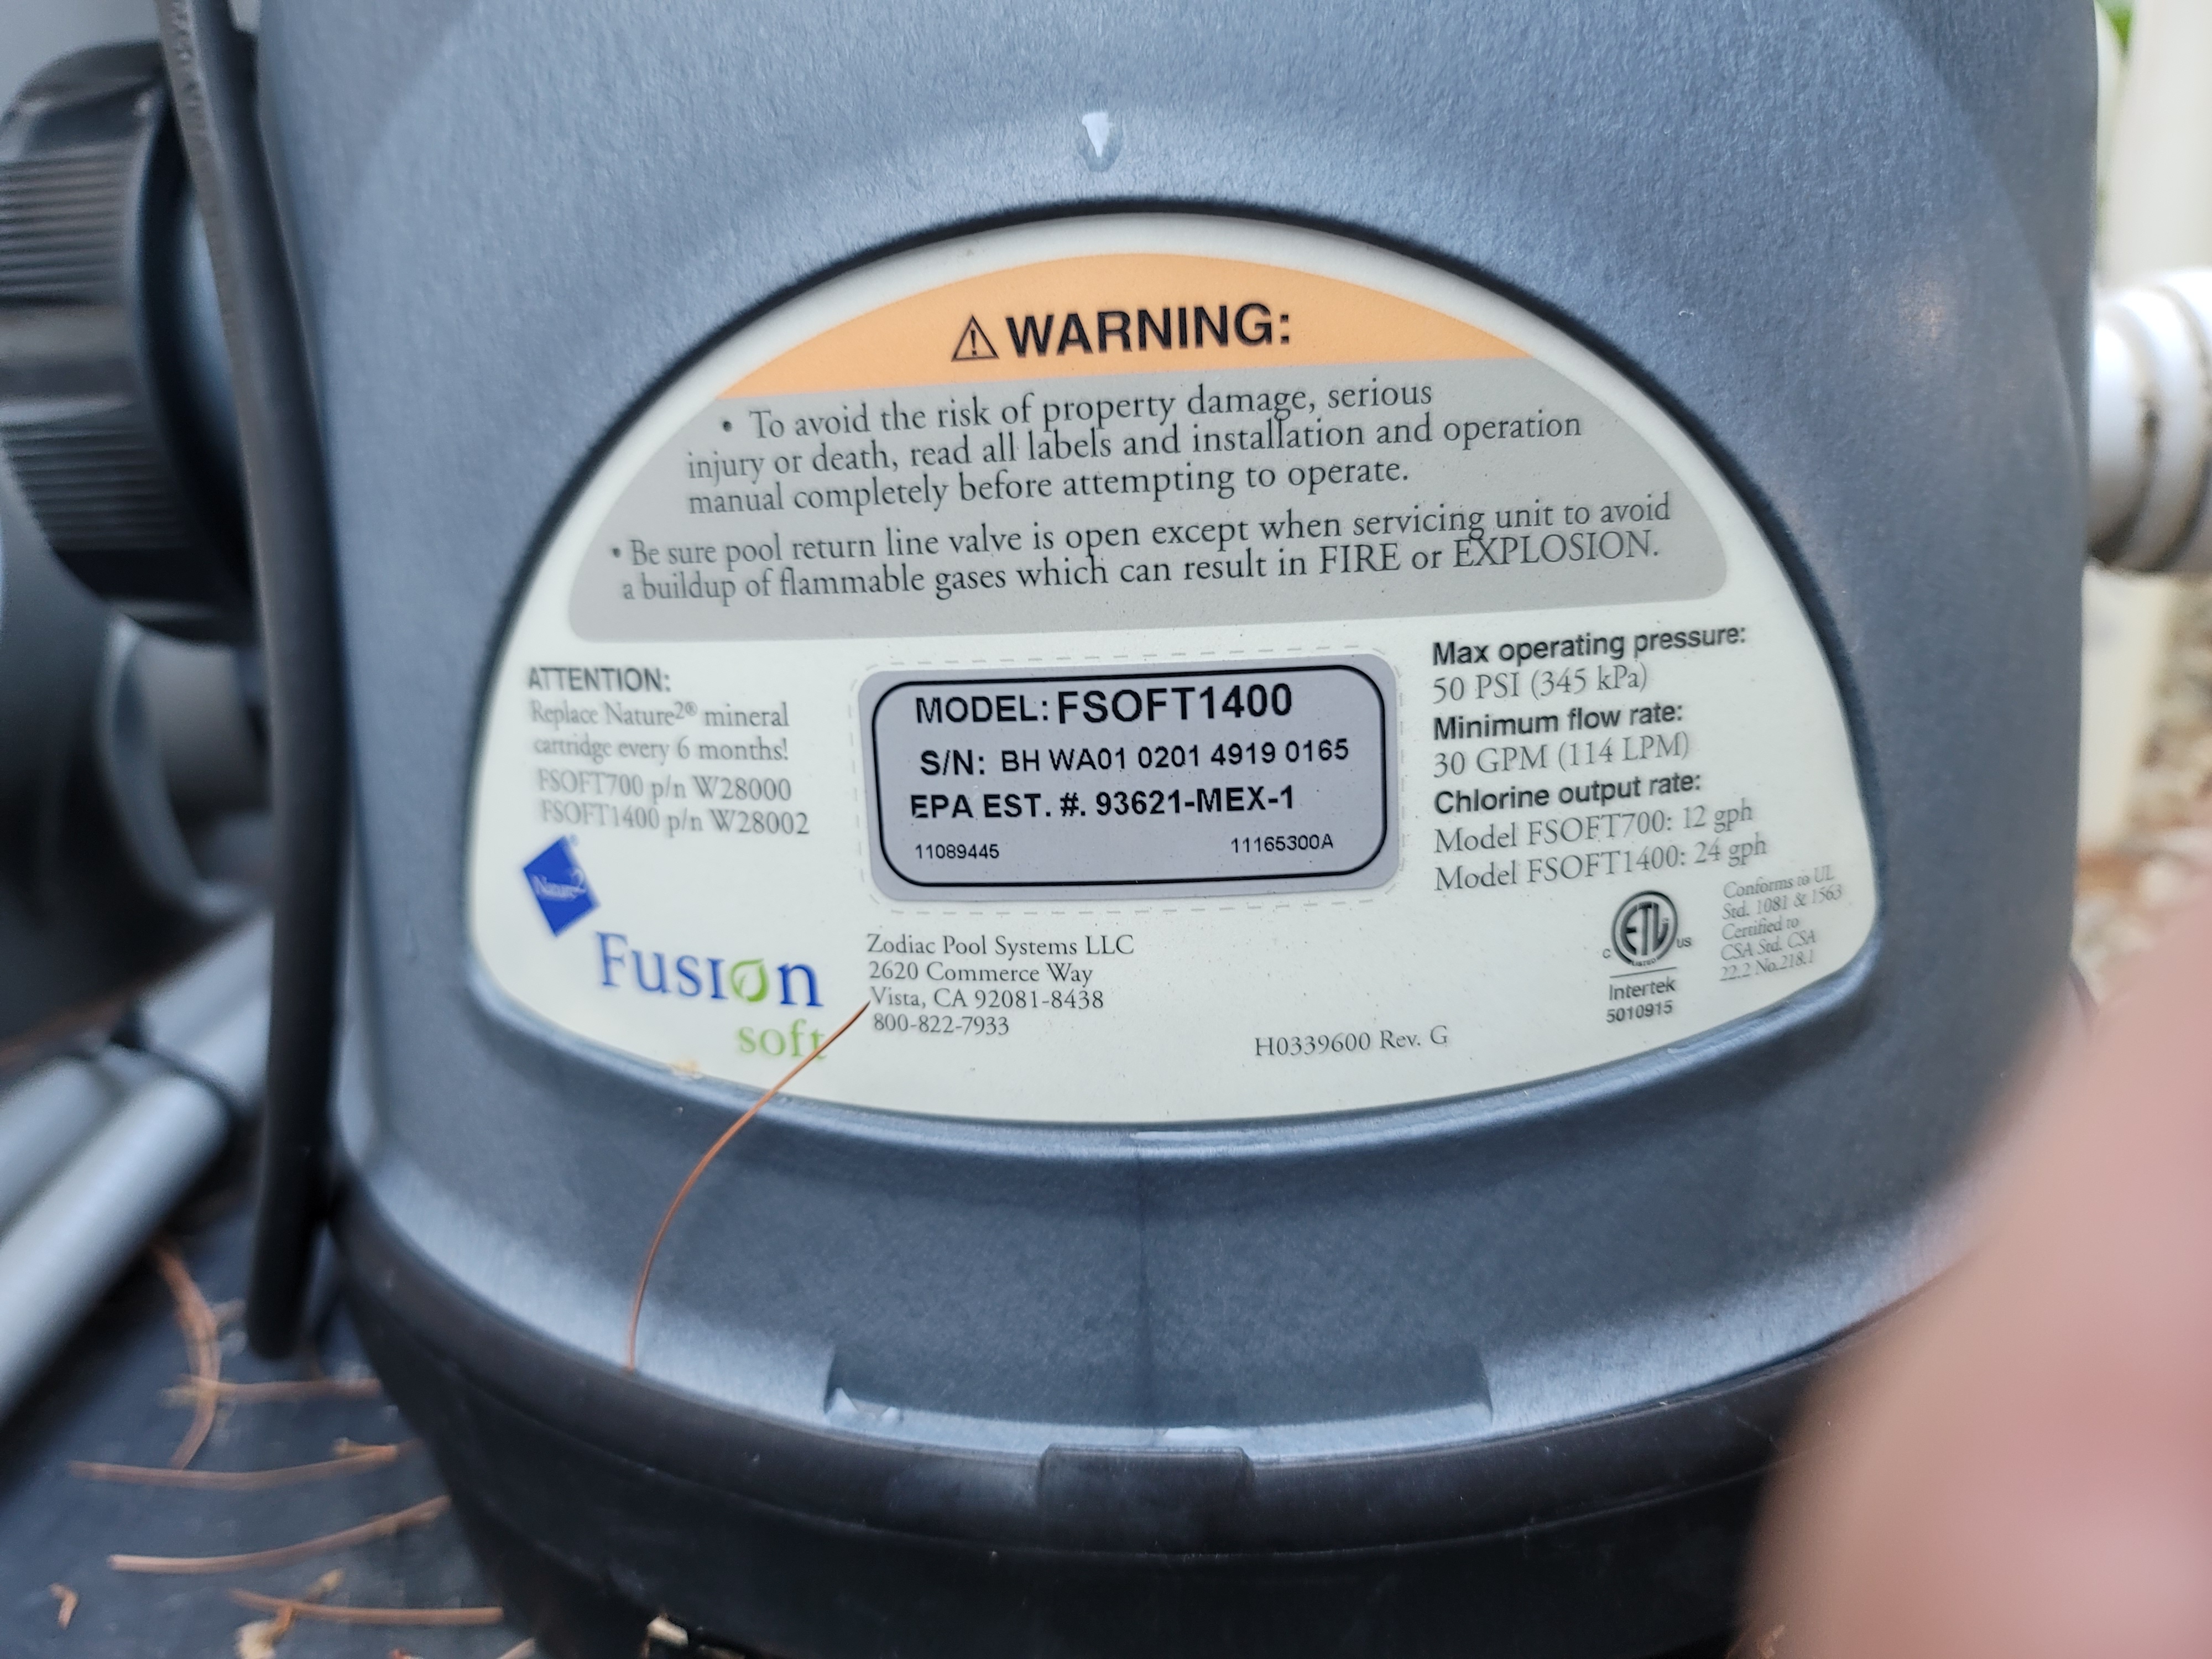 ⚠ WARNING:
• To avoid the risk of property damage, serious
injury or death, read all labels and installation and operation
manual completely before attempting to operate.
• Be sure pool return line valve is open except when servicing unit to avoid
a buildup of flammable gases which can result in FIRE or EXPLOSION.
ATTENTION:
Replace Nature2® mineral
cartridge every 6 months!
FSOFT700 p/n W28000
FSOFT1400 p/n W28002
Nature2
Fusion
soft
MODEL: FSOFT1400
S/N: BH WA01 0201 4919 0165
EPA EST. #. 93621-MEX-1
11089445 11165300A
Zodiac Pool Systems LLC
2620 Commerce Way
Vista, CA 92081-8438
800-822-7933
H0339600 Rev. G
Max operating pressure:
50 PSI (345 kPa)
Minimum flow rate:
30 GPM (114 LPM)
Chlorine output rate:
Model FSOFT700: 12 gph
Model FSOFT1400: 24 gph
C ETL US
LISTED
Intertek
5010915
Conforms to UL
Std. 1081 & 1563
Certified to
CSA Std. CSA
22.2 No.218.1